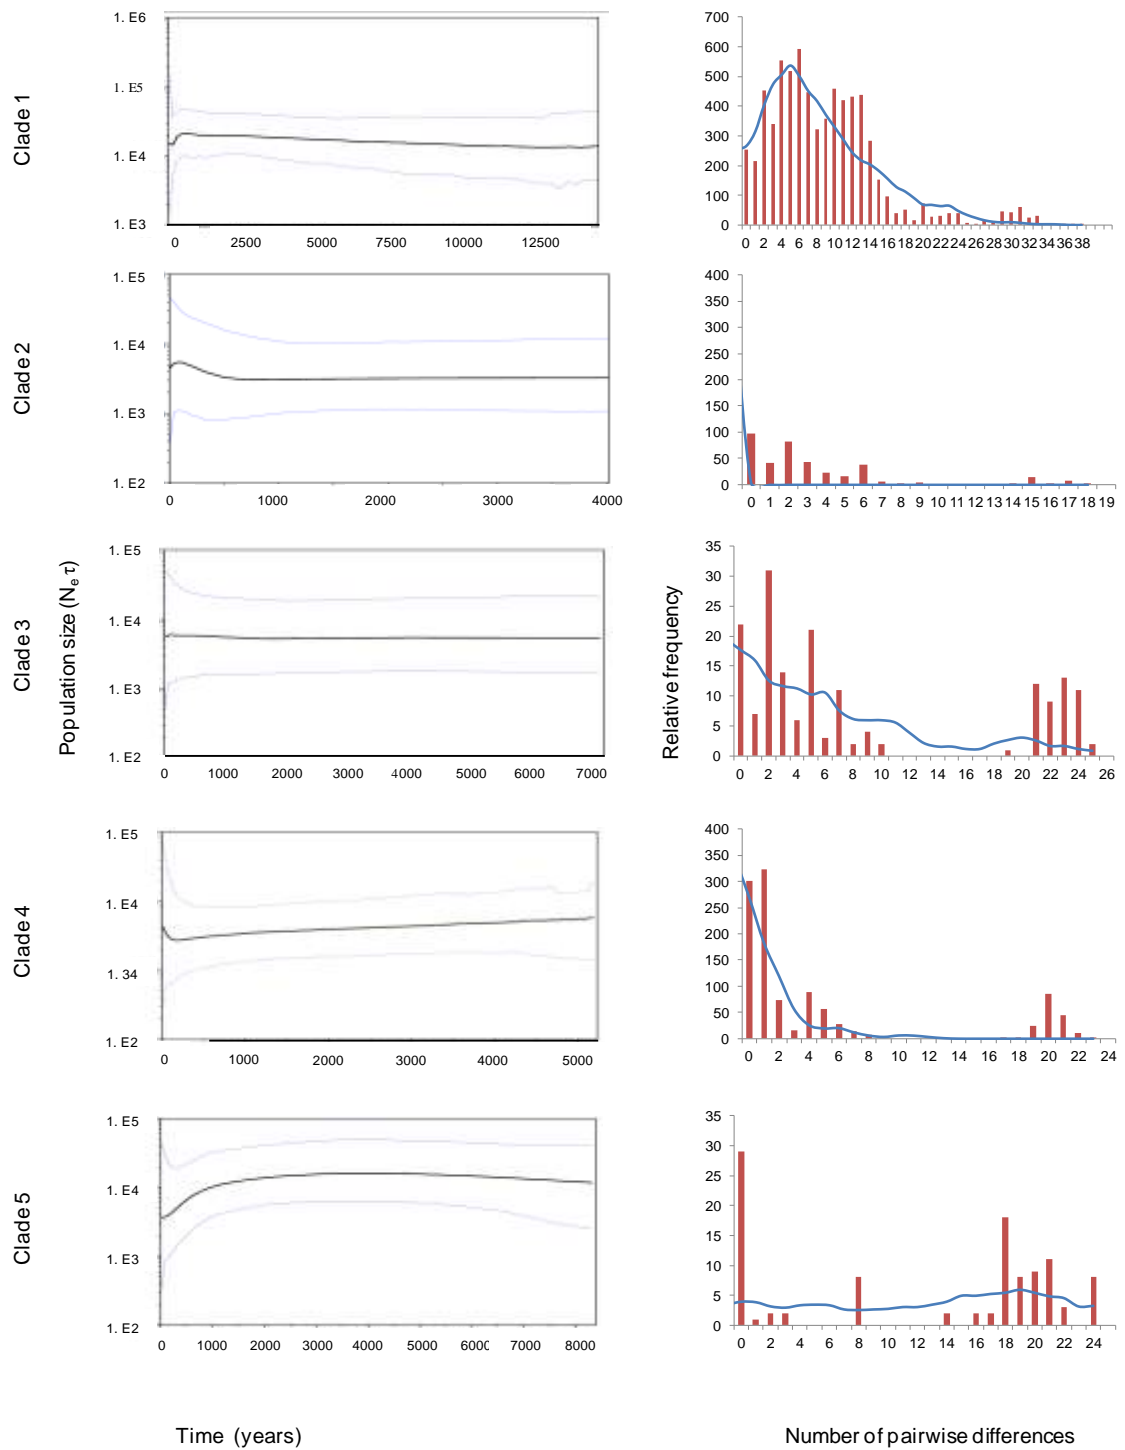 Clade 1
1. E6
1. E5
1. E4
1. E3
0 2500 5000 7500 10000 12500
700
600
500
400
300
200
100
0
0 2 4 6 8 10 12 14 16 18 20 22 24 26 28 30 32 34 36 38
Clade 2
1. E5
1. E4
1. E3
1. E2
0 1000 2000 3000 4000
400
350
300
250
200
150
100
50
0
0 1 2 3 4 5 6 7 8 9 10 11 12 13 14 15 16 17 18 19
Population size (Ne τ)
Clade 3
1. E5
1. E4
1. E3
1. E2
0 1000 2000 3000 4000 5000 6000 7000
Relative frequency
35
30
25
20
15
10
5
0
0 2 4 6 8 10 12 14 16 18 20 22 24 26
Clade 4
1. E5
1. E4
1. 34
1. E2
0 1000 2000 3000 4000 5000
400
350
300
250
200
150
100
50
0
0 2 4 6 8 10 12 14 16 18 20 22 24
Clade 5
1. E5
1. E4
1. E3
1. E2
0 1000 2000 3000 4000 5000 6000 7000 8000
35
30
25
20
15
10
5
0
0 2 4 6 8 10 12 14 16 18 20 22 24
Time (years)
Number of pairwise differences